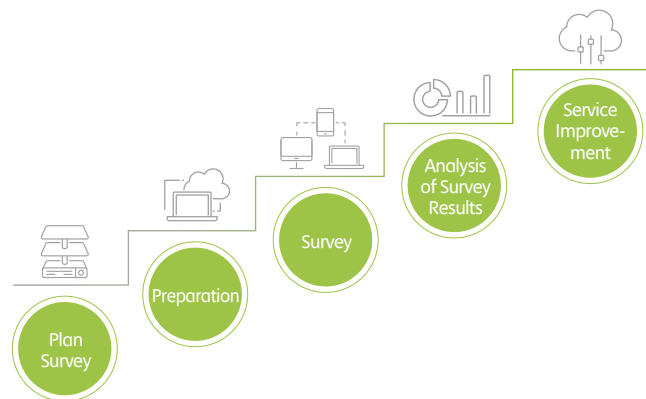 Plan
Survey
Preparation
Survey
Analysis
of Survey
Results
Service
Improve-
ment